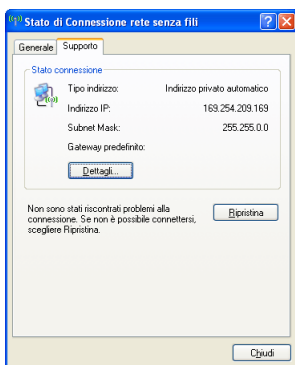 Stato di Connessione rete senza fili
Generale Supporto
Stato connessione
Tipo indirizzo: Indirizzo privato automatico
Indirizzo IP: 169.254.209.169
Subnet Mask: 255.255.0.0
Gateway predefinito:
Dettagli...
Non sono stati riscontrati problemi alla
connessione. Se non è possibile connettersi,
scegliere Ripristina.
Ripristina
Chiudi